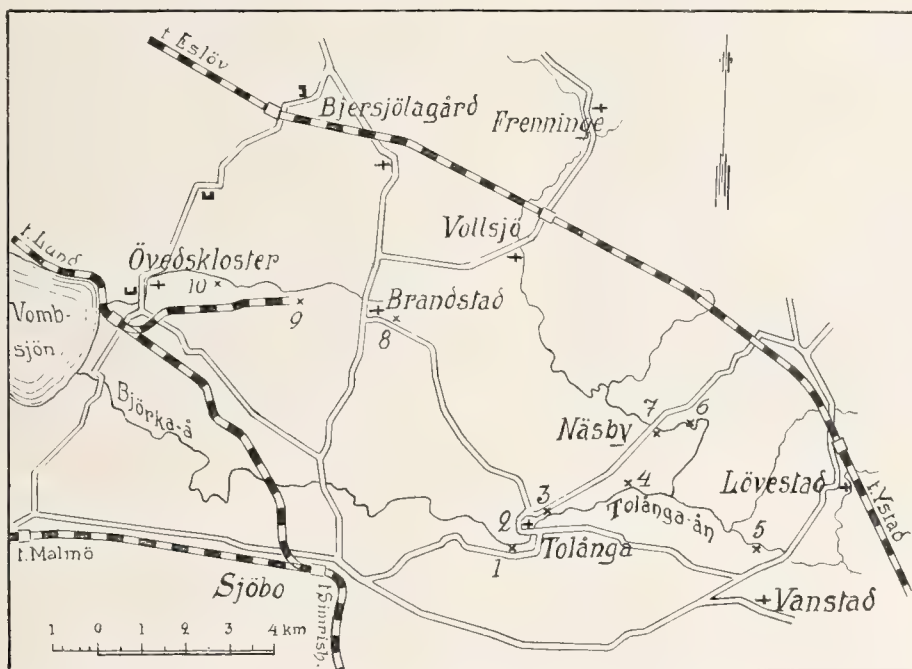 t. Eslöv
Bjersjölagård
Frenninge
Vollsjö
t. Lund
Övedskloster
10
9
Brandstad
8
Vomb-
sjön
Björka-å
7
6
Näsby
4
3
Lövestad
Tolånga-ån
2
Tolånga
5
1
t. Ystad
t. Malmö
Sjöbo
t. Simrish.
Vanstad
1 0 1 2 3 4 km